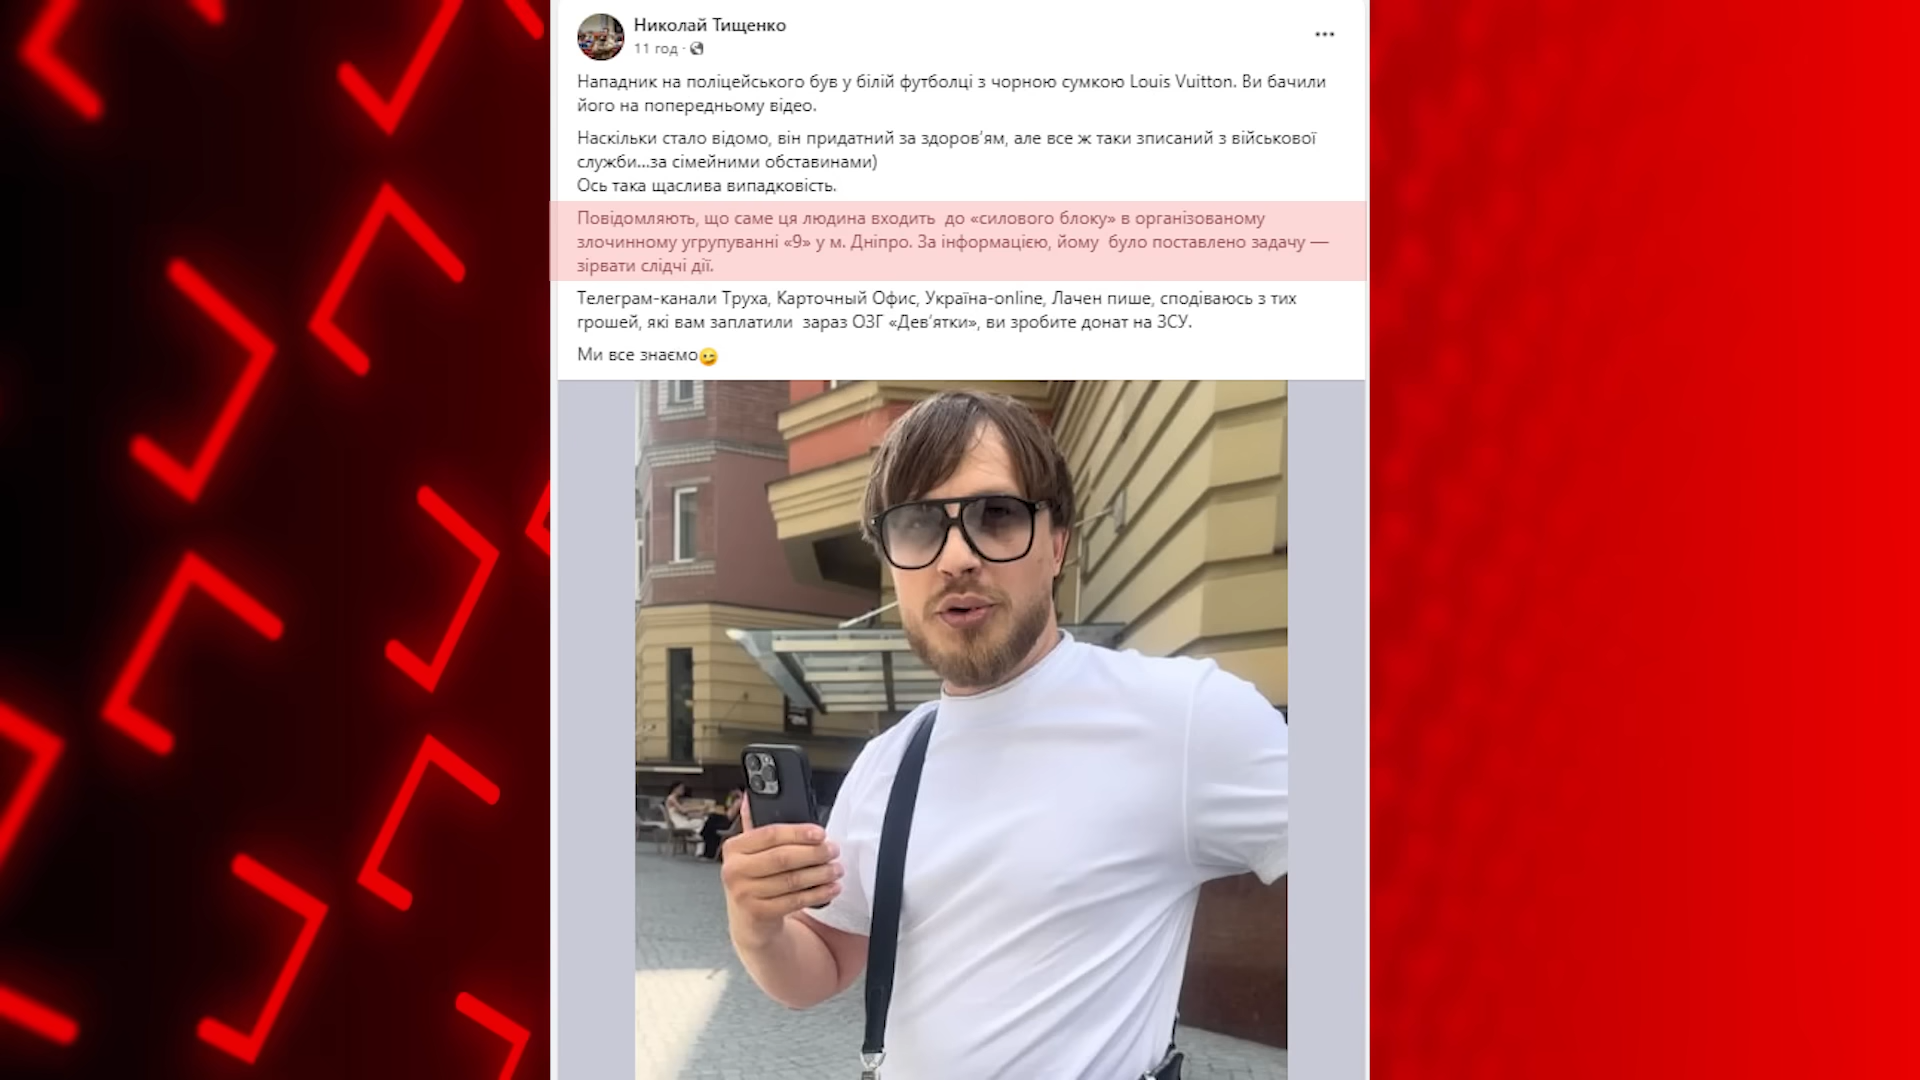 Николай Тищенко
11 год ·
Нападник на поліцейського був у білій футболці з чорною сумкою Louis Vuitton. Ви бачили
його на попередньому відео.
Наскільки стало відомо, він придатний за здоров’ям, але все ж таки зписаний з військової
служби...за сімейними обставинами)
Ось така щаслива випадковість.
Повідомляють, що саме ця людина входить до «силового блоку» в організованому
злочинному угрупуванні «9» у м. Дніпро. За інформацією, йому було поставлено задачу —
зірвати слідчі дії.
Телеграм-канали Труха, Карточный Офис, Україна-online, Лачен пише, сподіваюсь з тих
грошей, які вам заплатили зараз ОЗГ «Дев’ятки», ви зробите донат на ЗСУ.
Ми все знаємо😜